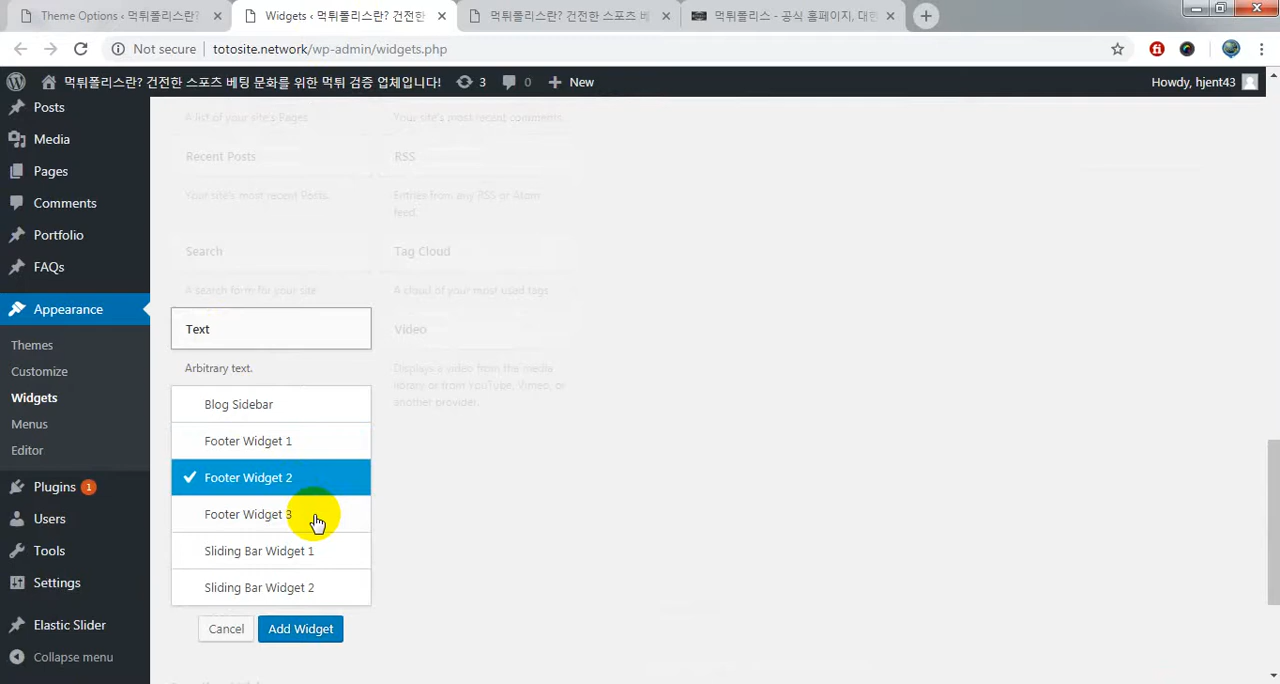 Theme Options ‹ 먹튀폴리스란?
Widgets ‹ 먹튀폴리스란? 건전한
먹튀폴리스란? 건전한 스포츠 베
먹튀폴리스 - 공식 홈페이지, 대한
Not secure
totosite.network/wp-admin/widgets.php
먹튀폴리스란? 건전한 스포츠 베팅 문화를 위한 먹튀 검증 업체입니다!
3
0
New
Howdy, hjent43
Posts
Media
Pages
Comments
Portfolio
FAQs
Appearance
Themes
Customize
Widgets
Menus
Editor
Plugins 1
Users
Tools
Settings
Elastic Slider
Collapse menu
A list of your site's Pages.
Your site's most recent comments.
Recent Posts
RSS
Your site's most recent Posts.
Entries from any RSS or Atom
feed.
Search
Tag Cloud
A search form for your site.
A cloud of your most used tags.
Text
Video
Arbitrary text.
Displays a video from the media
library or from YouTube, Vimeo, or
another provider.
Blog Sidebar
Footer Widget 1
Footer Widget 2
Footer Widget 3
Sliding Bar Widget 1
Sliding Bar Widget 2
Cancel
Add Widget